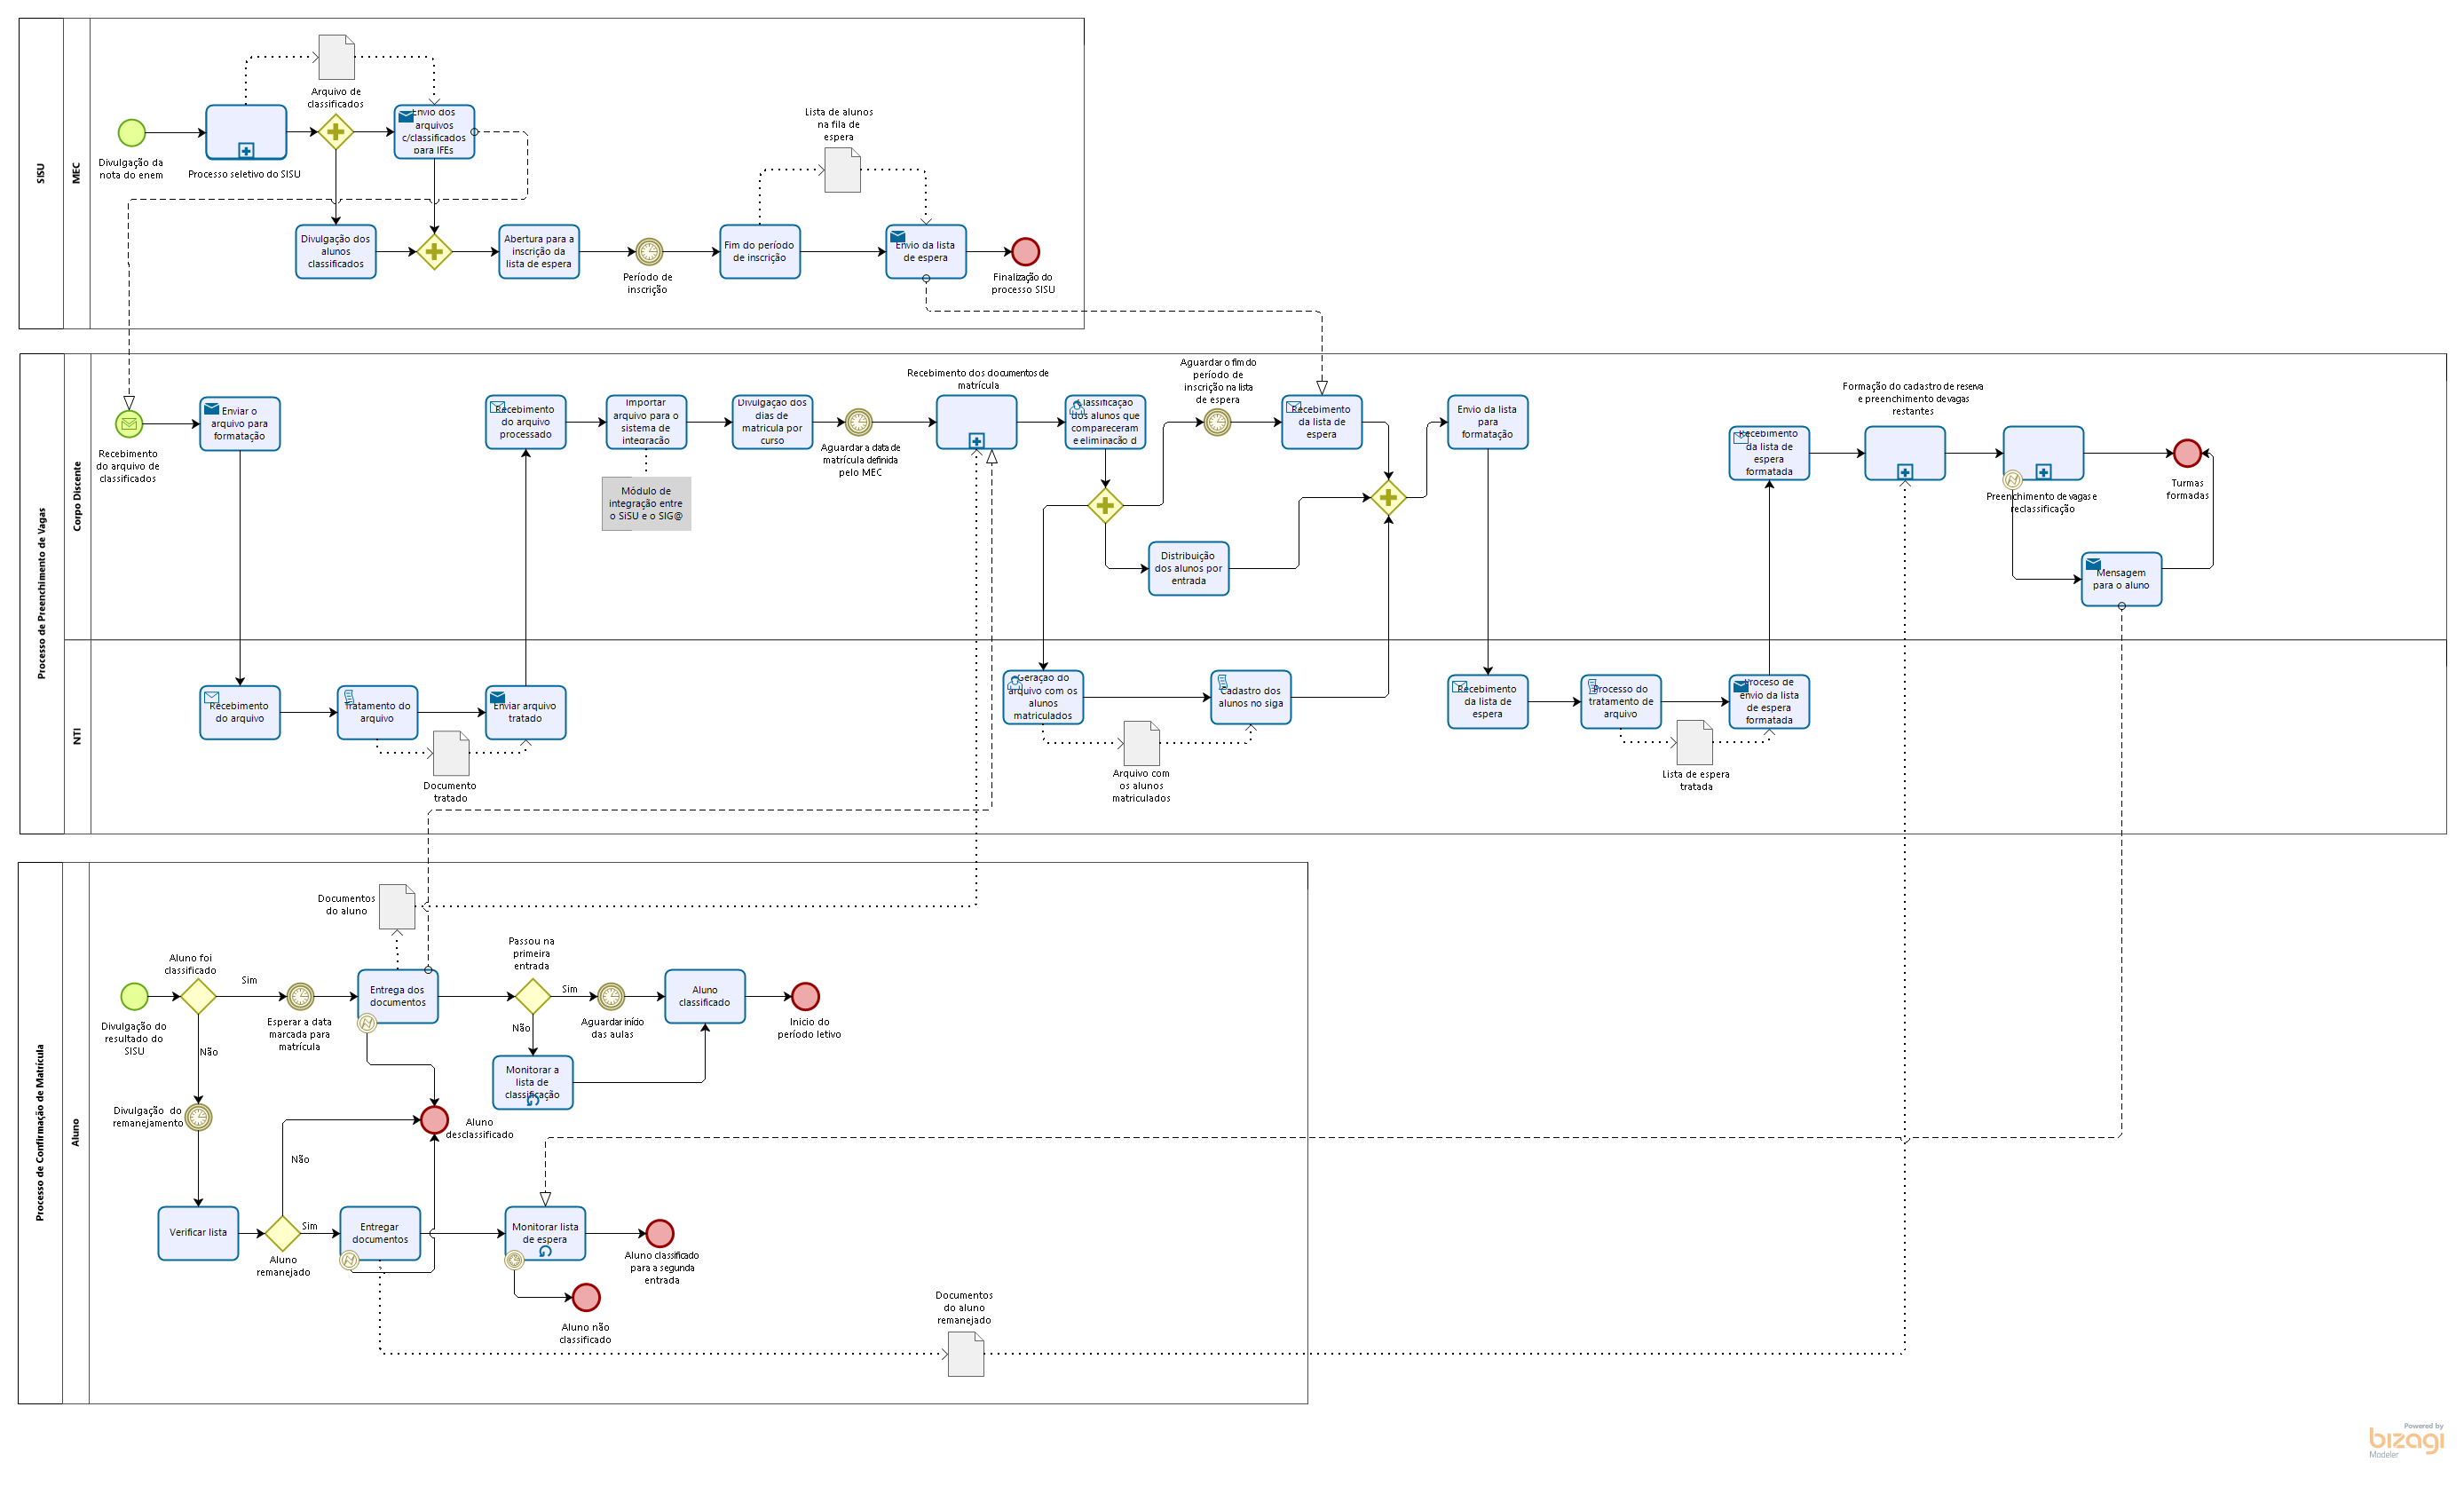 SISU
MEC
Arquivo de
classificados
Divulgação da
nota do enem
Processo seletivo do SISU
Envio dos
arquivos
c/classificados
para IFEs
Lista de alunos
na fila de
espera
Divulgação dos
alunos
classificados
Abertura para a
inscrição da
lista de espera
Período de
inscrição
Fim do período
de inscrição
Envio da lista
de espera
Finalização do
processo SISU
Processo de Preenchimento de Vagas
Corpo Discente
Recebimento
do arquivo de
classificados
Enviar o
arquivo para
formatação
Recebimento
do arquivo
processado
Importar
arquivo para o
sistema de
integração
Módulo de
integração entre
o SiSU e o SIG@
Divulgação dos
dias de
matricula por
curso
Aguardar a data de
matrícula definida
pelo MEC
Recebimento dos documentos de
matrícula
Classificação
dos alunos que
compareceram
e eliminação d
Aguardar o fim do
período de
inscrição na lista
de espera
Recebimento
da lista de
espera
Distribuição
dos alunos por
entrada
Envio da lista
para
formatação
Recebimento
da lista de
espera
formatada
Formação do cadastro de reserva
e preenchimento de vagas
restantes
Preenchimento de vagas e
reclassificação
Turmas
formadas
Mensagem
para o aluno
NTI
Recebimento
do arquivo
Tratamento do
arquivo
Enviar arquivo
tratado
Documento
tratado
Geração do
arquivo com os
alunos
matriculados
Cadastro dos
alunos no siga
Arquivo com
os alunos
matriculados
Recebimento
da lista de
espera
Processo do
tratamento de
arquivo
Proceso de
envio da lista
de espera
formatada
Lista de espera
tratada
Processo de Confirmação de Matrícula
Aluno
Documentos
do aluno
Aluno foi
classificado
Sim
Divulgação do
resultado do
SISU
Não
Esperar a data
marcada para
matrícula
Entrega dos
documentos
Passou na
primeira
entrada
Sim
Não
Aguardar início
das aulas
Aluno
classificado
Inicio do
período letivo
Monitorar a
lista de
classificação
Divulgação do
remanejamento
Aluno
desclassificado
Não
Verificar lista
Aluno
remanejado
Sim
Entregar
documentos
Monitorar lista
de espera
Aluno classificado
para a segunda
entrada
Aluno não
classificado
Documentos
do aluno
remanejado
Powered by
bizagi
Modeler